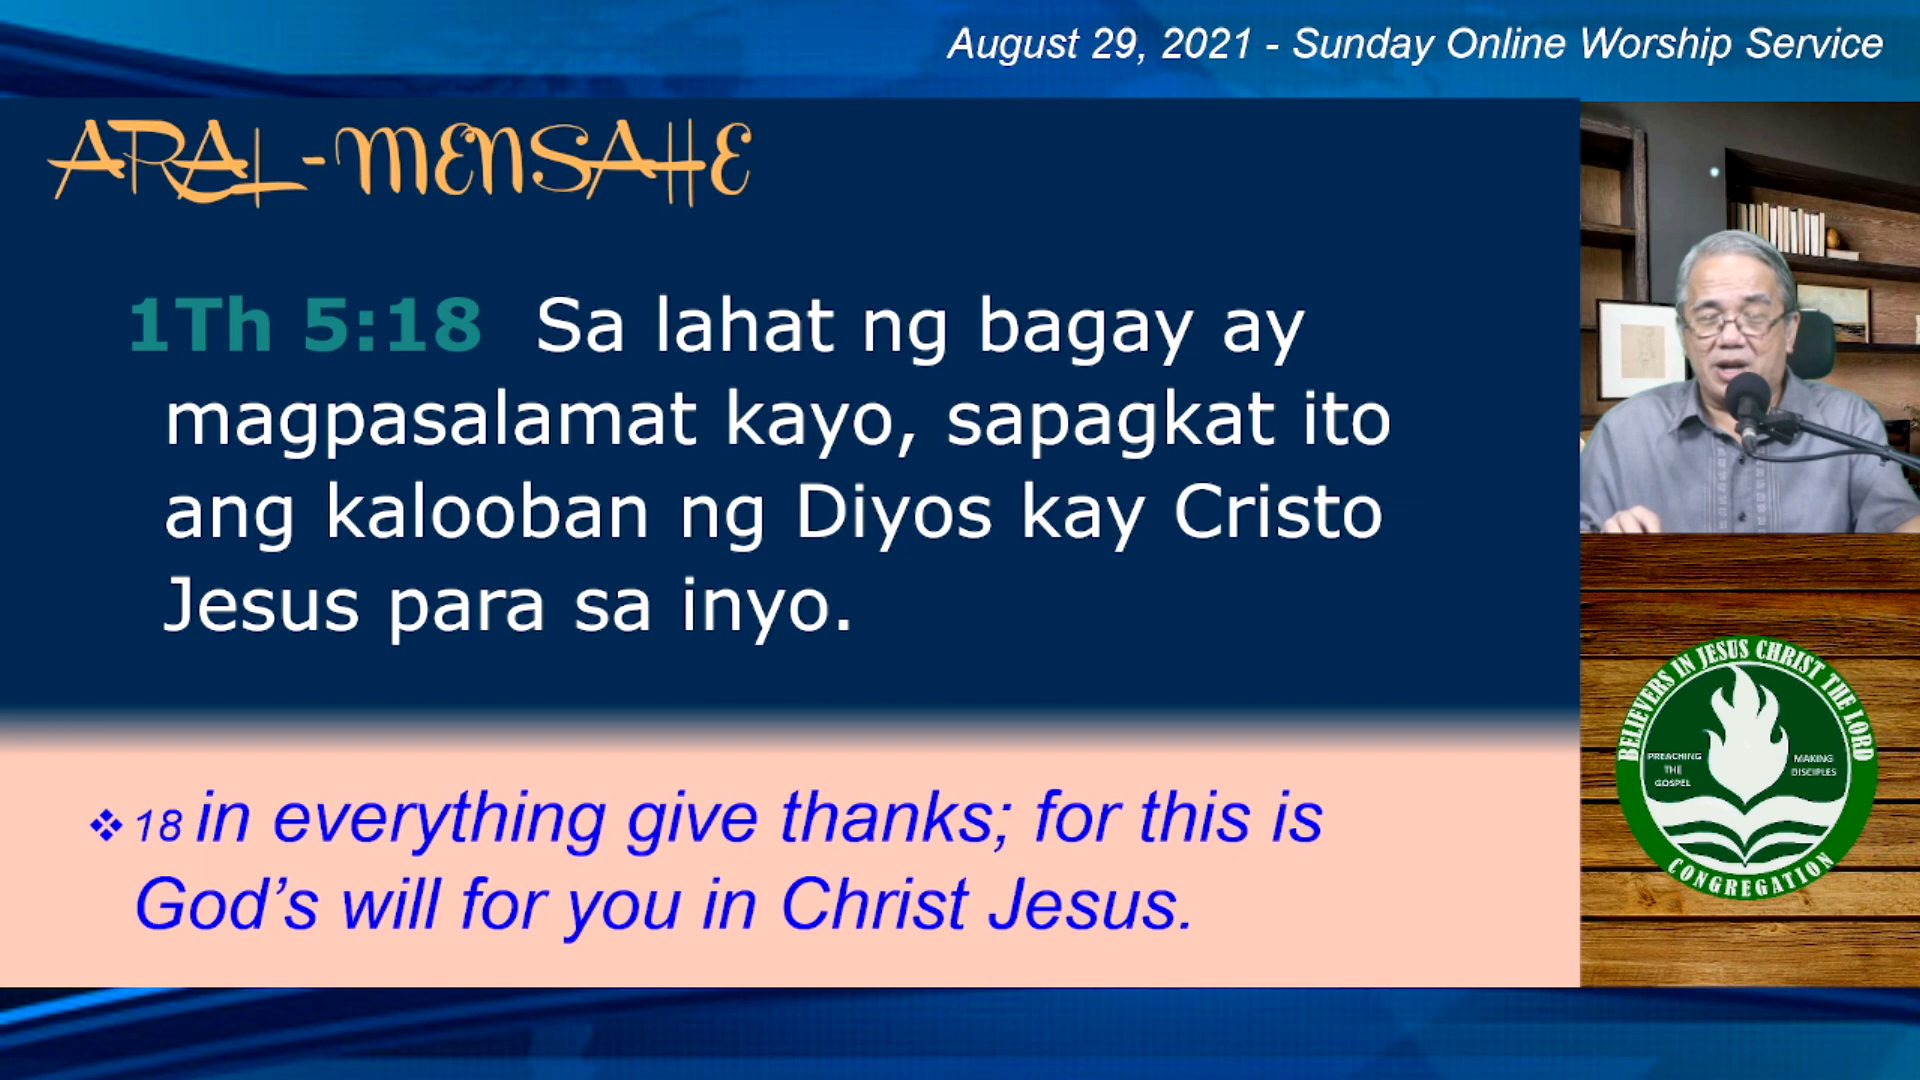 August 29, 2021 - Sunday Online Worship Service
ARAL-MENSAHE
1Th 5:18 Sa lahat ng bagay ay
magpasalamat kayo, sapagkat ito
ang kalooban ng Diyos kay Cristo
Jesus para sa inyo.
❖ 18 in everything give thanks; for this is
God’s will for you in Christ Jesus.
BELIEVERS IN JESUS CHRIST THE LORD
PREACHING
THE
GOSPEL
MAKING
DISCIPLES
CONGREGATION